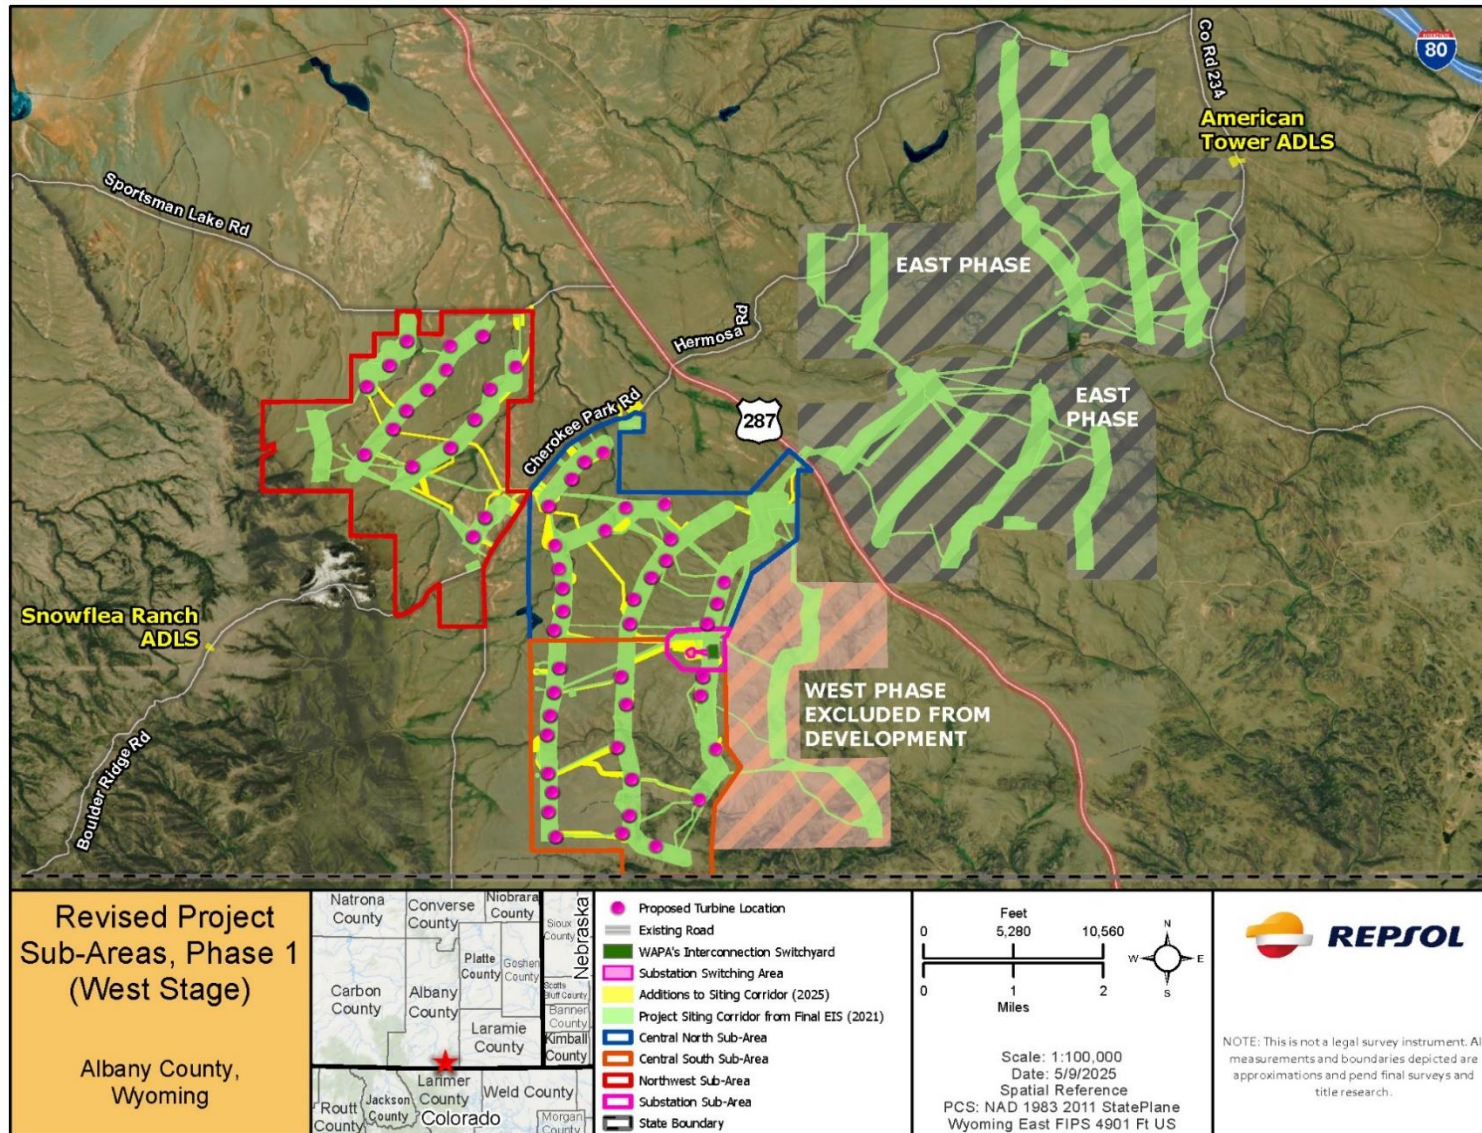 80
Co Rd 234
American
Tower ADLS
Sportsman Lake Rd
EAST PHASE
Hermosa Rd
EAST
PHASE
287
Cherokee Park Rd
Snowflea Ranch
ADLS
WEST PHASE
EXCLUDED FROM
DEVELOPMENT
Boulder Ridge Rd
Revised Project
Sub-Areas, Phase 1
(West Stage)
Albany County,
Wyoming
Natrona
County
Converse
County
Niobrara
County
Sioux
County
Nebraska
Platte
County
Goshen
County
Scotts
Bluff County
Carbon
County
Albany
County
Banner
County
Laramie
County
Kimball
County
Larimer
County
Weld County
Routt
County
Jackson
County
Colorado
Morgan
County
Proposed Turbine Location
Existing Road
WAPA's Interconnection Switchyard
Substation Switching Area
Additions to Siting Corridor (2025)
Project Siting Corridor from Final EIS (2021)
Central North Sub-Area
Central South Sub-Area
Northwest Sub-Area
Substation Sub-Area
State Boundary
Feet
0 5,280 10,560
0 1 2
Miles
N
W E
S
Scale: 1:100,000
Date: 5/9/2025
Spatial Reference
PCS: NAD 1983 2011 StatePlane
Wyoming East FIPS 4901 Ft US
REPSOL
NOTE: This is not a legal survey instrument. Al
measurements and boundaries depicted are
approximations and pend final surveys and
title research.